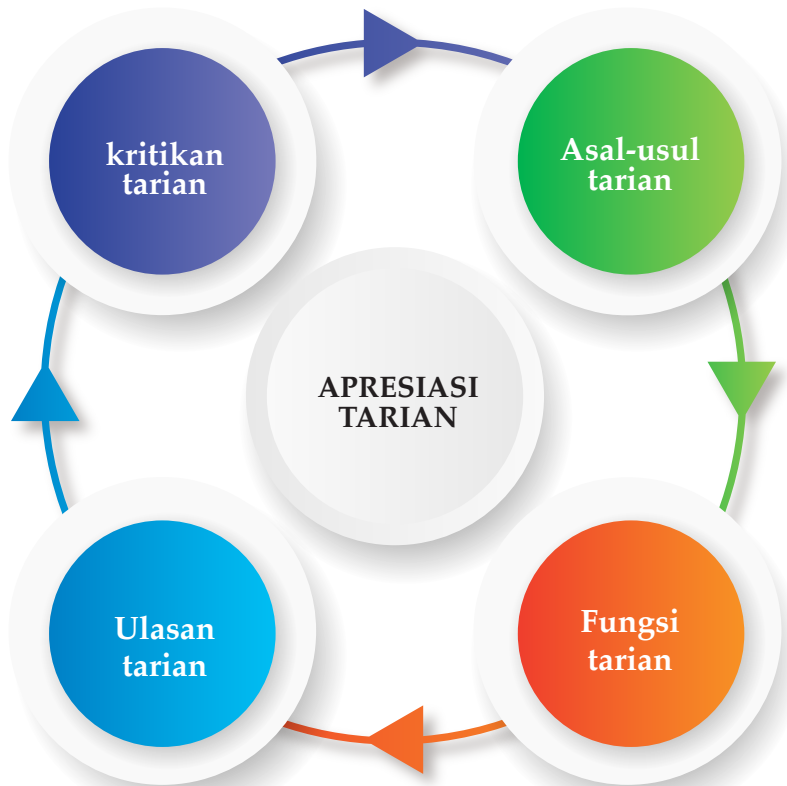 kritikan
tarian
Asal-usul
tarian
APRESIASI
TARIAN
Ulasan
tarian
Fungsi
tarian